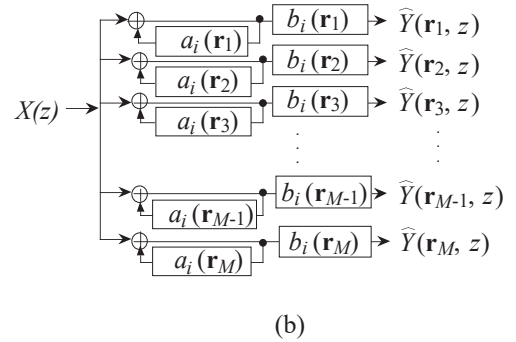 b_i(r_1) Ŷ(r_1, z)
a_i(r_1)
b_i(r_2) Ŷ(r_2, z)
a_i(r_2)
b_i(r_3) Ŷ(r_3, z)
X(z)
a_i(r_3)
b_i(r_{M-1}) Ŷ(r_{M-1}, z)
a_i(r_{M-1})
b_i(r_M) Ŷ(r_M, z)
a_i(r_M)
(b)